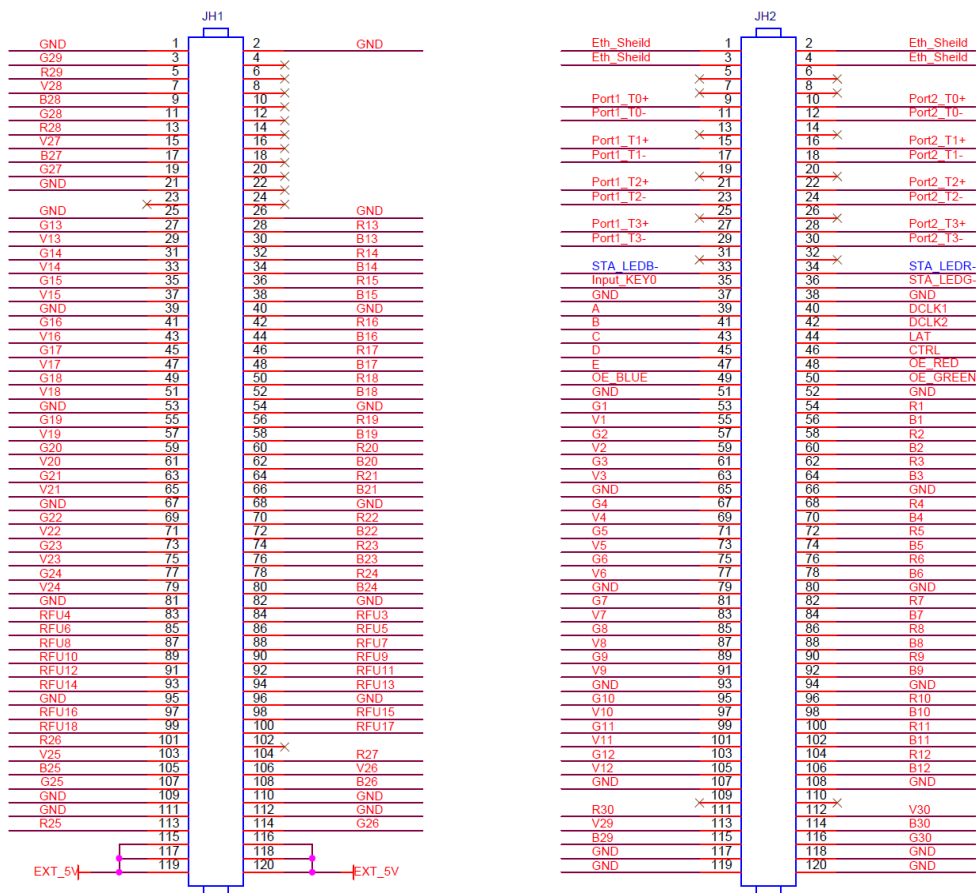 JH1
GND 1 2 GND
G29 3 4
R29 5 6
V28 7 8
B28 9 10
G28 11 12
R28 13 14
V27 15 16
B27 17 18
G27 19 20
GND 21 22
23 24
GND 25 26 GND
G13 27 28 R13
V13 29 30 B13
G14 31 32 R14
V14 33 34 B14
G15 35 36 R15
V15 37 38 B15
GND 39 40 GND
G16 41 42 R16
V16 43 44 B16
G17 45 46 R17
V17 47 48 B17
G18 49 50 R18
V18 51 52 B18
GND 53 54 GND
G19 55 56 R19
V19 57 58 B19
G20 59 60 R20
V20 61 62 B20
G21 63 64 R21
V21 65 66 B21
GND 67 68 GND
G22 69 70 R22
V22 71 72 B22
G23 73 74 R23
V23 75 76 B23
G24 77 78 R24
V24 79 80 B24
GND 81 82 GND
RFU4 83 84 RFU3
RFU6 85 86 RFU5
RFU8 87 88 RFU7
RFU10 89 90 RFU9
RFU12 91 92 RFU11
RFU14 93 94 RFU13
GND 95 96 GND
RFU16 97 98 RFU15
RFU18 99 100 RFU17
R26 101 102
V25 103 104 R27
B25 105 106 V26
G25 107 108 B26
GND 109 110 GND
GND 111 112 GND
R25 113 114 G26
115 116
117 118
EXT_5V 119 120 EXT_5V
JH2
Eth_Sheild 1 2 Eth_Sheild
Eth_Sheild 3 4 Eth_Sheild
5 6
7 8
Port1_T0+ 9 10 Port2_T0+
Port1_T0- 11 12 Port2_T0-
13 14
Port1_T1+ 15 16 Port2_T1+
Port1_T1- 17 18 Port2_T1-
19 20
Port1_T2+ 21 22 Port2_T2+
Port1_T2- 23 24 Port2_T2-
25 26
Port1_T3+ 27 28 Port2_T3+
Port1_T3- 29 30 Port2_T3-
31 32
STA_LEDB- 33 34 STA_LEDR-
Input_KEY0 35 36 STA_LEDG-
GND 37 38 GND
A 39 40 DCLK1
B 41 42 DCLK2
C 43 44 LAT
D 45 46 CTRL
E 47 48 OE_RED
OE_BLUE 49 50 OE_GREEN
GND 51 52 GND
G1 53 54 R1
V1 55 56 B1
G2 57 58 R2
V2 59 60 B2
G3 61 62 R3
V3 63 64 B3
GND 65 66 GND
G4 67 68 R4
V4 69 70 B4
G5 71 72 R5
V5 73 74 B5
G6 75 76 R6
V6 77 78 B6
GND 79 80 GND
G7 81 82 R7
V7 83 84 B7
G8 85 86 R8
V8 87 88 B8
G9 89 90 R9
V9 91 92 B9
GND 93 94 GND
G10 95 96 R10
V10 97 98 B10
G11 99 100 R11
V11 101 102 B11
G12 103 104 R12
V12 105 106 B12
GND 107 108 GND
109 110
R30 111 112 V30
V29 113 114 B30
B29 115 116 G30
GND 117 118 GND
GND 119 120 GND